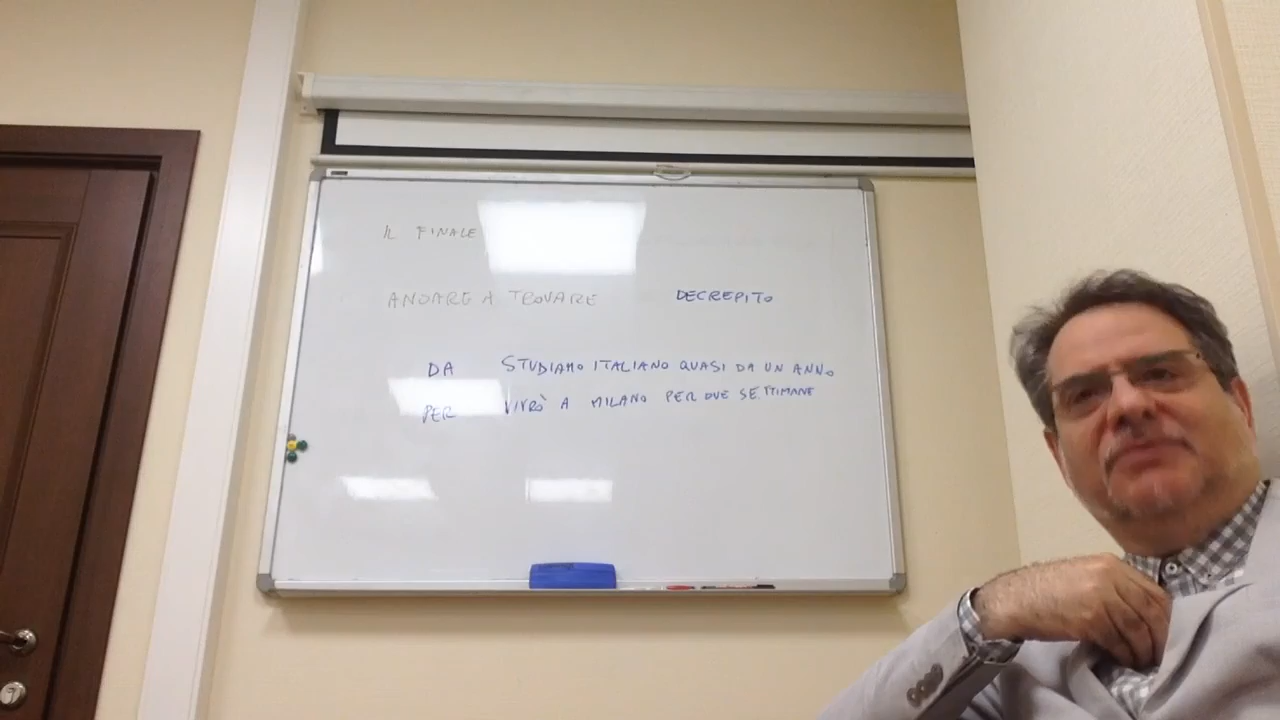 IL FINALE
ANDARE A TROVARE DECREPITO
DA STUDIAMO ITALIANO QUASI DA UN ANNO
PER VIVRÒ A MILANO PER DUE SETTIMANE